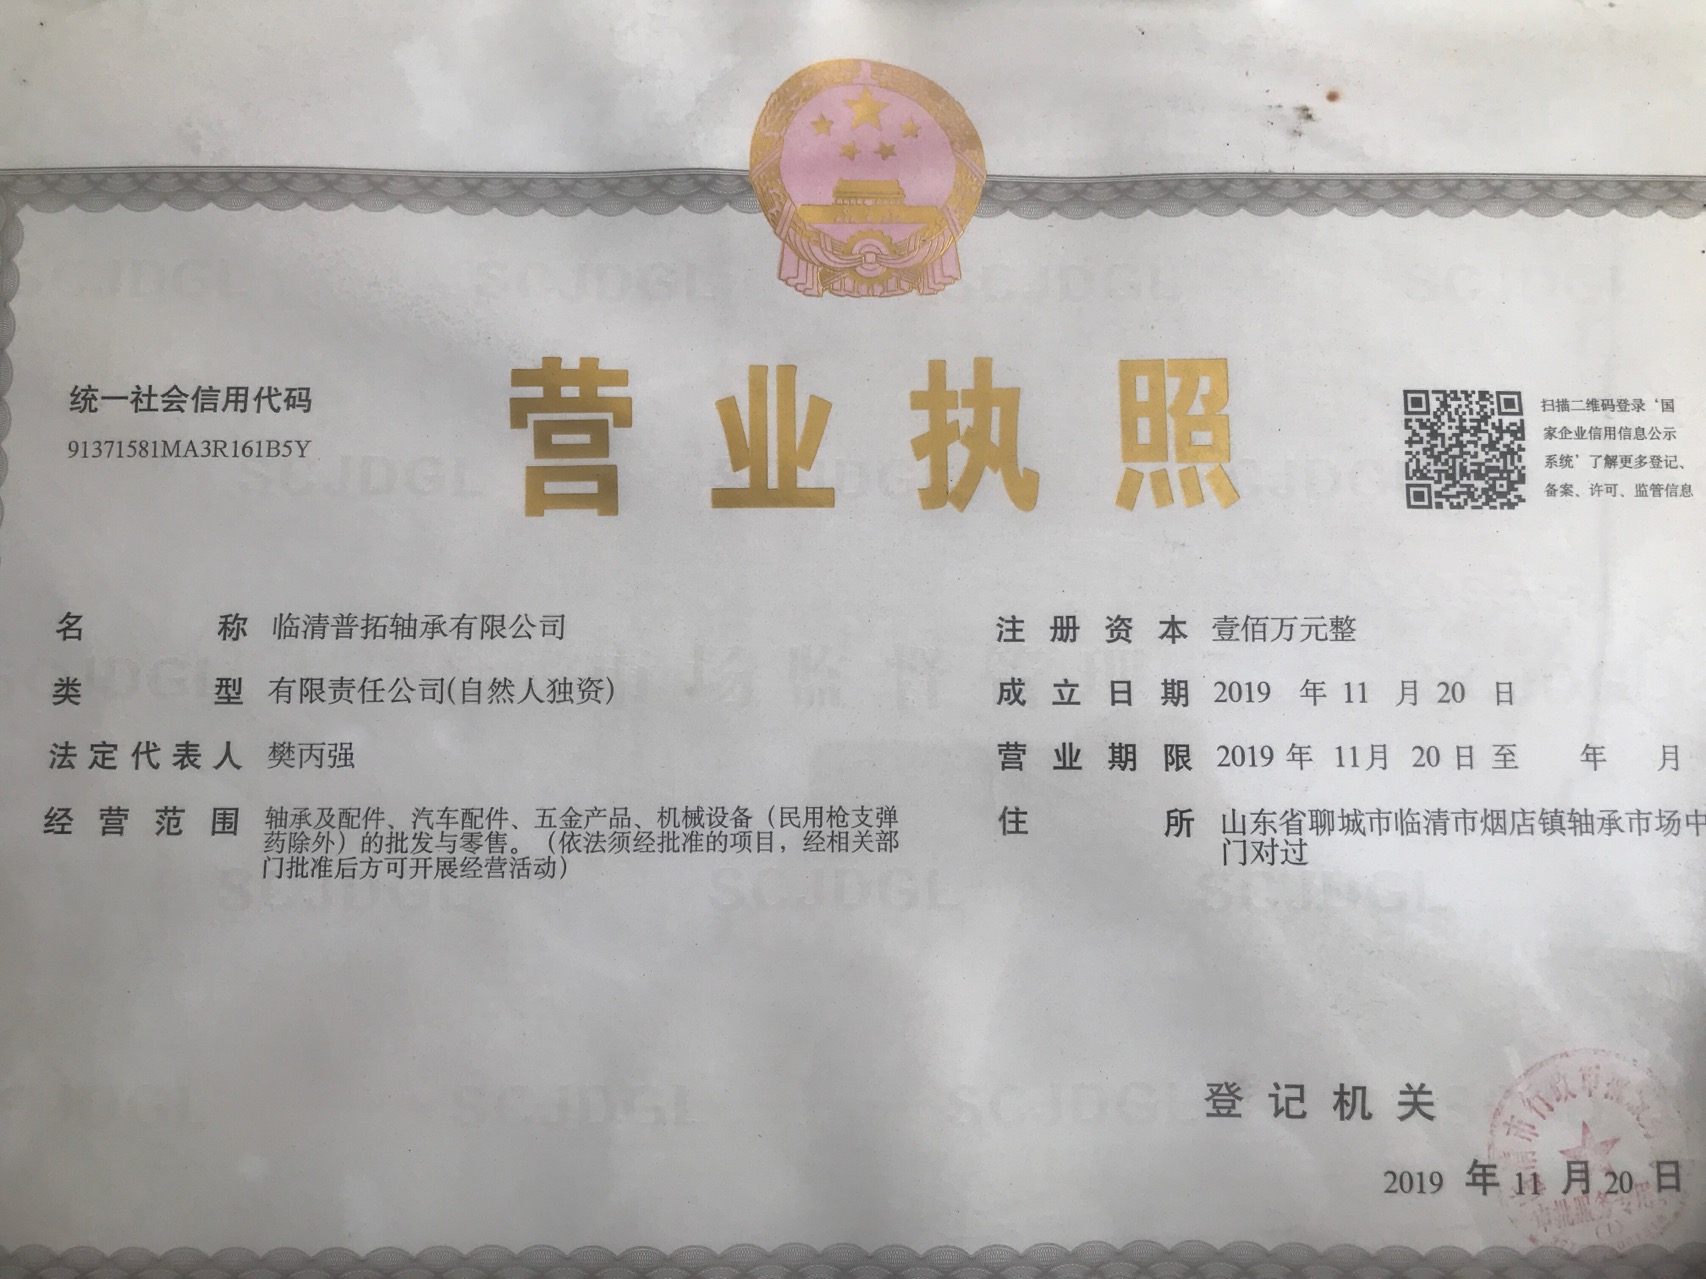 营业执照
统一社会信用代码
91371581MA3R161B5Y
扫描二维码登录‘国
家企业信用信息公示
系统’了解更多登记、
备案、许可、监管信息
名称 临清普拓轴承有限公司
类型 有限责任公司(自然人独资)
法定代表人 樊丙强
经营范围 轴承及配件、汽车配件、五金产品、机械设备（民用枪支弹
药除外）的批发与零售。（依法须经批准的项目，经相关部
门批准后方可开展经营活动）
注册资本 壹佰万元整
成立日期 2019 年 11 月 20 日
营业期限 2019 年 11月 20 日 至 年 月
住所 山东省聊城市临清市烟店镇轴承市场中
门对过
登记机关
2019 年 11 月 20 日
SCJDGL